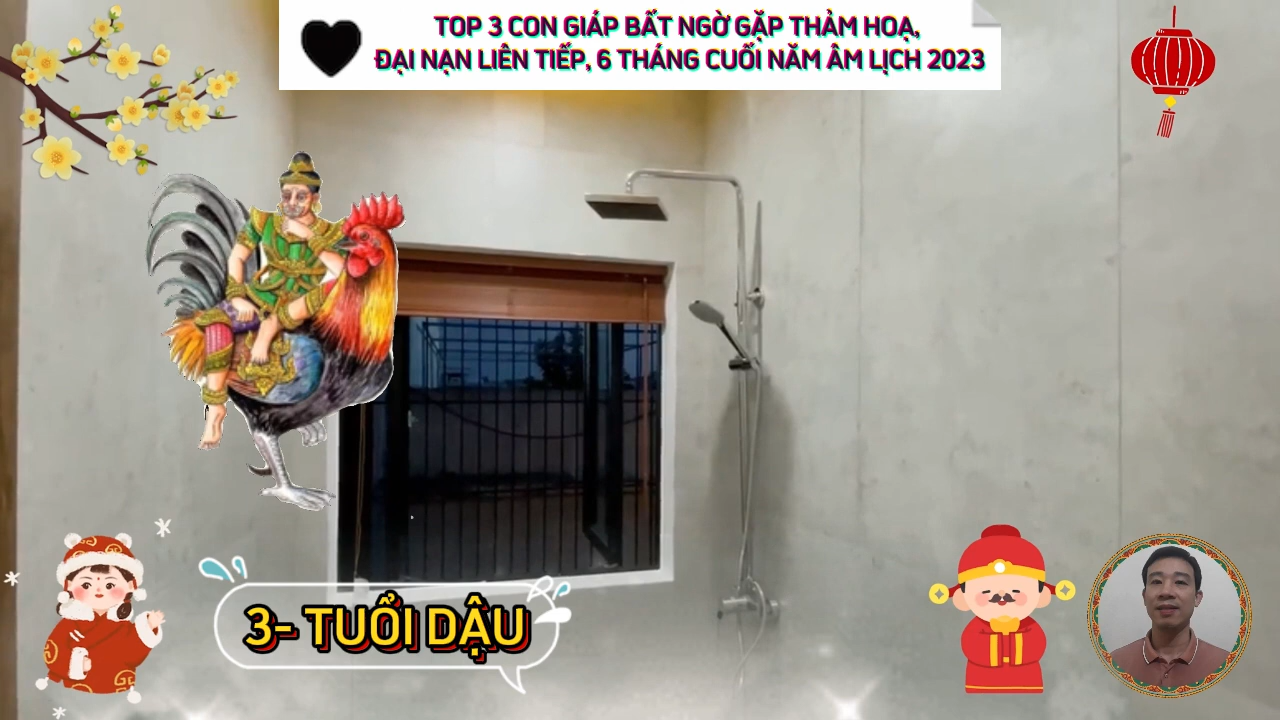 TOP 3 CON GIÁP BẤT NGỜ GẶP THẢM HOẠ,
ĐẠI NẠN LIÊN TIẾP, 6 THÁNG CUỐI NĂM ÂM LỊCH 2023
3- TUỔI DẬU